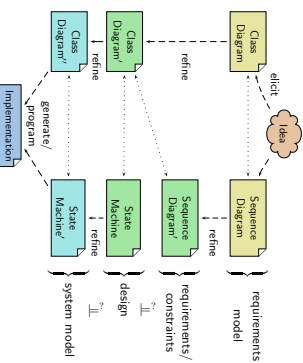 Idea
elicit
Class
Diagram
Sequence
Diagram
requirements
model
refine
refine
Sequence
Diagram′
requirements/
constraints
⊨?
Class
Diagram′
State
Machine
design
refine
refine
⊨?
Class
Diagram′′
State
Machine′
system model
generate/
program
Implementation